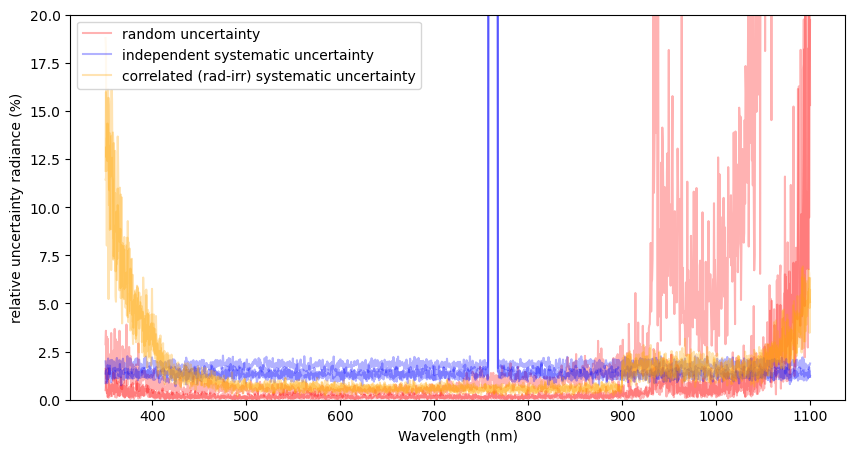 20.0
17.5
15.0
12.5
10.0
7.5
5.0
2.5
0.0
relative uncertainty radiance (%)
random uncertainty
independent systematic uncertainty
correlated (rad-irr) systematic uncertainty
400 500 600 700 800 900 1000 1100
Wavelength (nm)